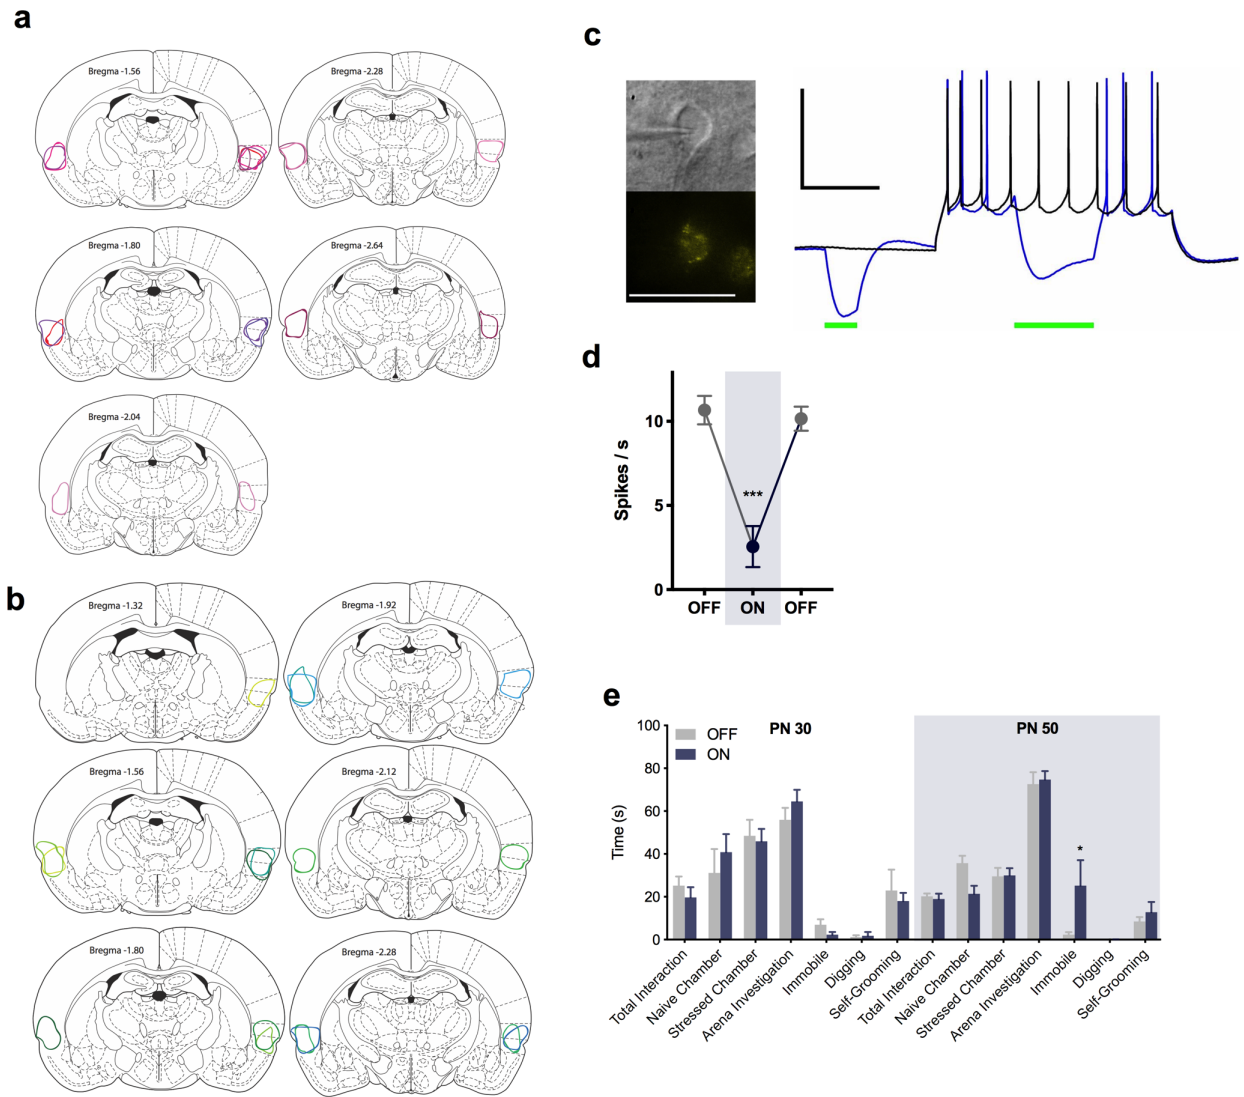 a
Bregma -1.56
Bregma -2.28
Bregma -1.80
Bregma -2.64
Bregma -2.04
b
Bregma -1.32
Bregma -1.92
Bregma -1.56
Bregma -2.12
Bregma -1.80
Bregma -2.28
c
d
Spikes / s
10
5
0
***
OFF ON OFF
e
Time (s)
100
80
60
40
20
0
OFF
ON
PN 30
PN 50
*
Total Interaction
Naive Chamber
Stressed Chamber
Arena Investigation
Immobile
Digging
Self-Grooming
Total Interaction
Naive Chamber
Stressed Chamber
Arena Investigation
Immobile
Digging
Self-Grooming